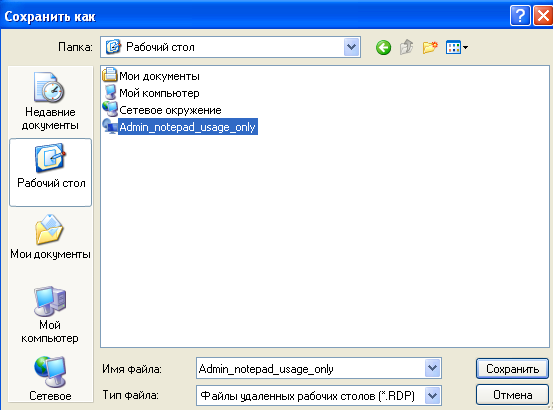 Сохранить как
Папка:
Рабочий стол
Недавние
документы
Рабочий стол
Мои документы
Мой
компьютер
Сетевое
Мои документы
Мой компьютер
Сетевое окружение
Admin_notepad_usage_only
Имя файла:
Admin_notepad_usage_only
Сохранить
Тип файла:
Файлы удаленных рабочих столов (*.RDP)
Отмена